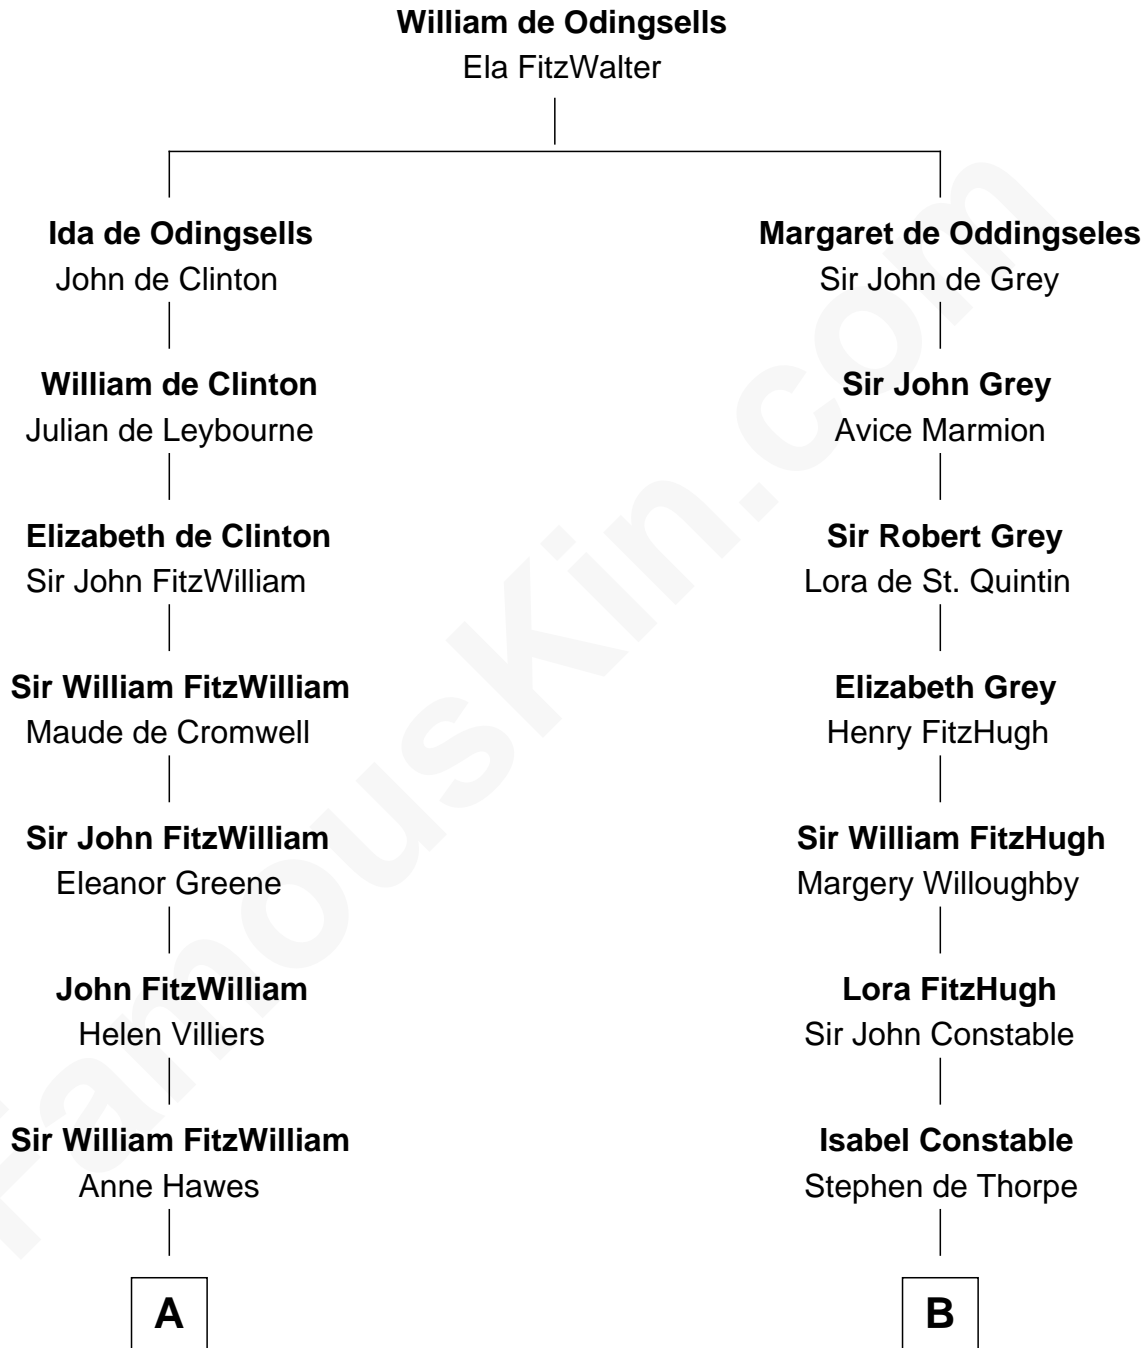 William de Odingsells
Ela FitzWalter
Ida de Odingsells
John de Clinton
Margaret de Oddingseles
Sir John de Grey
William de Clinton
Julian de Leybourne
Sir John Grey
Avice Marmion
Elizabeth de Clinton
Sir John FitzWilliam
Sir Robert Grey
Lora de St. Quintin
Sir William FitzWilliam
Maude de Cromwell
Elizabeth Grey
Henry FitzHugh
Sir John FitzWilliam
Eleanor Greene
Sir William FitzHugh
Margery Willoughby
John FitzWilliam
Helen Villiers
Lora FitzHugh
Sir John Constable
Sir William FitzWilliam
Anne Hawes
Isabel Constable
Stephen de Thorpe
A
B
FamousKin.com